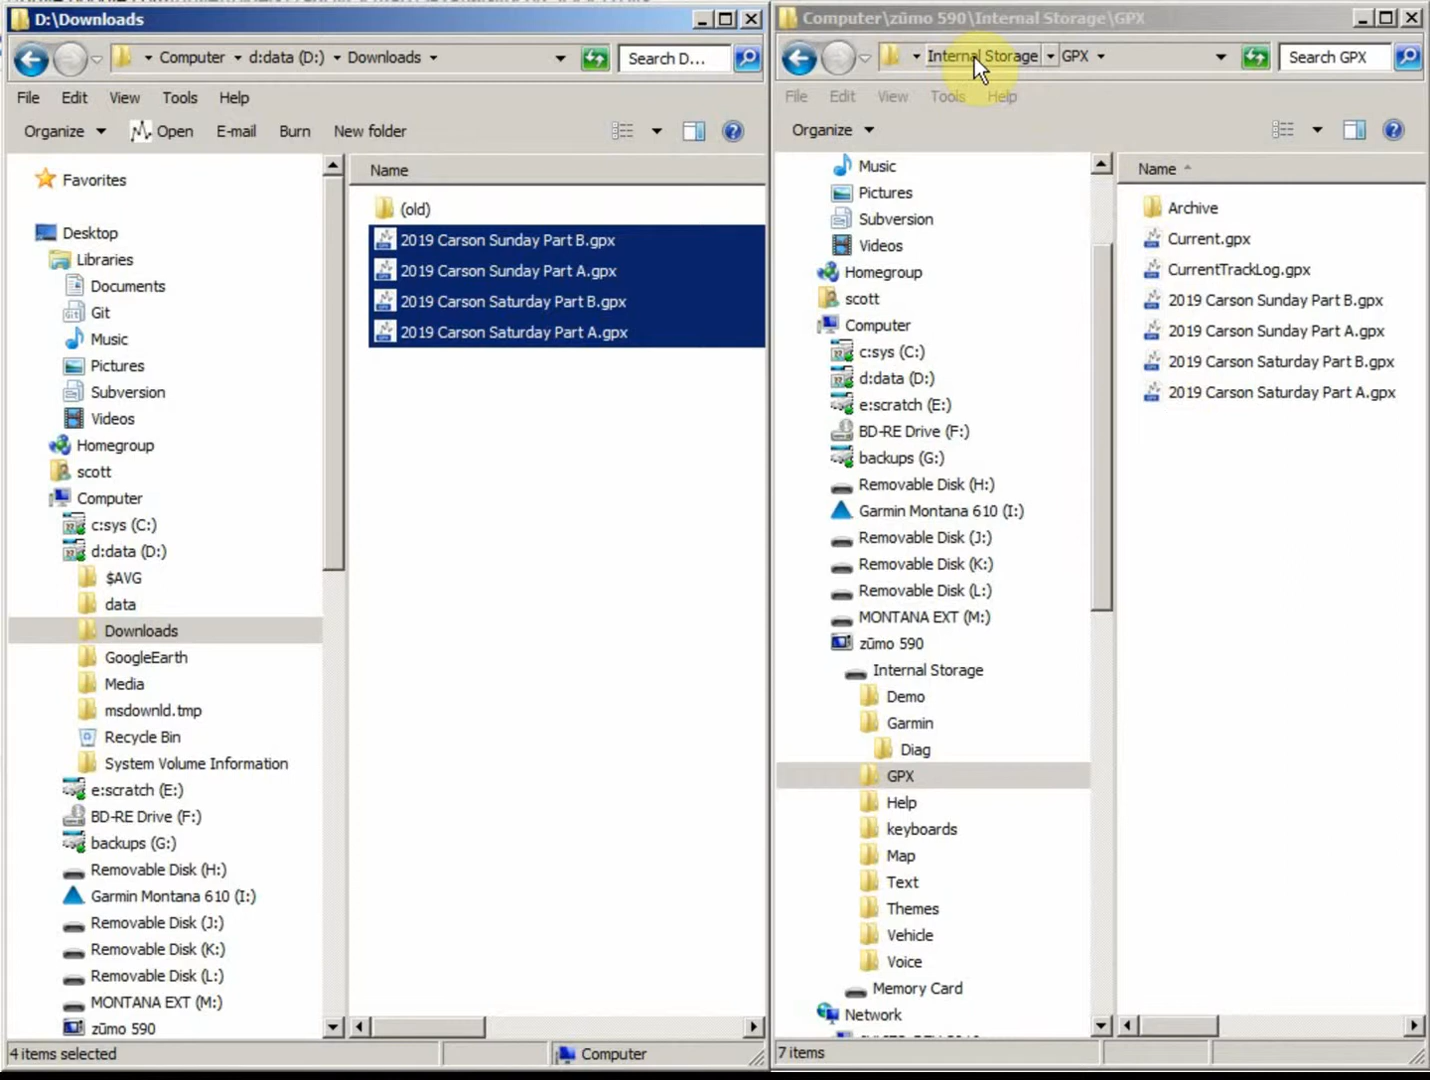 D:\Downloads
Computer
d:data (D:)
Downloads
Search D...
File
Edit
View
Tools
Help
Organize
Open
E-mail
Burn
New folder
Favorites
Desktop
Libraries
Documents
Git
Music
Pictures
Subversion
Videos
Homegroup
scott
Computer
c:sys (C:)
d:data (D:)
$AVG
data
Downloads
GoogleEarth
Media
msdownld.tmp
Recycle Bin
System Volume Information
e:scratch (E:)
BD-RE Drive (F:)
backups (G:)
Removable Disk (H:)
Garmin Montana 610 (I:)
Removable Disk (J:)
Removable Disk (K:)
Removable Disk (L:)
MONTANA EXT (M:)
zūmo 590
Name
(old)
2019 Carson Sunday Part B.gpx
2019 Carson Sunday Part A.gpx
2019 Carson Saturday Part B.gpx
2019 Carson Saturday Part A.gpx
4 items selected
Computer
Computer\zūmo 590\Internal Storage\GPX
Internal Storage
GPX
Search GPX
File
Edit
View
Tools
Help
Organize
Music
Pictures
Subversion
Videos
Homegroup
scott
Computer
c:sys (C:)
d:data (D:)
e:scratch (E:)
BD-RE Drive (F:)
backups (G:)
Removable Disk (H:)
Garmin Montana 610 (I:)
Removable Disk (J:)
Removable Disk (K:)
Removable Disk (L:)
MONTANA EXT (M:)
zūmo 590
Internal Storage
Demo
Garmin
Diag
GPX
Help
keyboards
Map
Text
Themes
Vehicle
Voice
Memory Card
Network
Name
Archive
Current.gpx
CurrentTrackLog.gpx
2019 Carson Sunday Part B.gpx
2019 Carson Sunday Part A.gpx
2019 Carson Saturday Part B.gpx
2019 Carson Saturday Part A.gpx
7 items